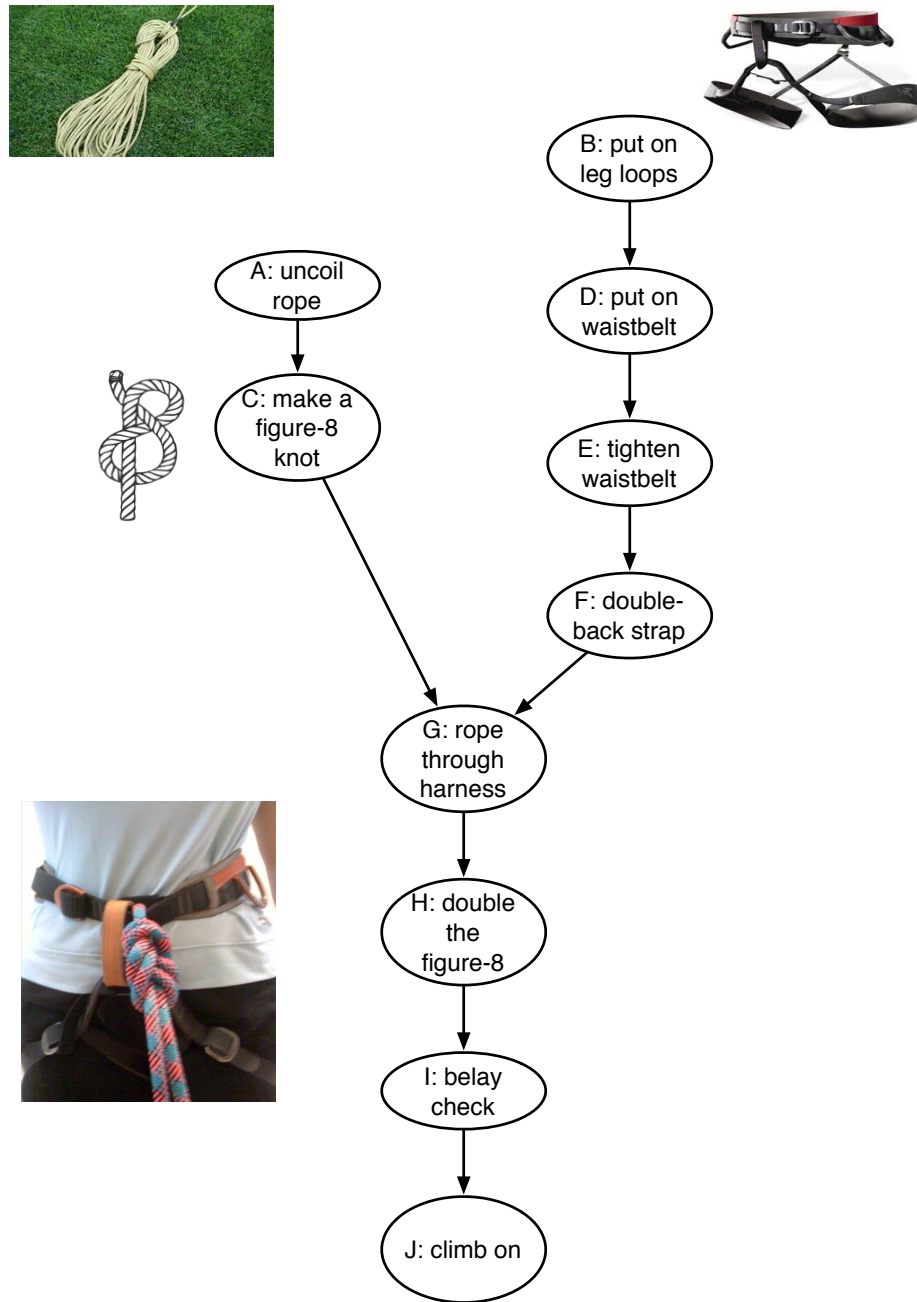 B: put on
leg loops
A: uncoil
rope
D: put on
waistbelt
C: make a
figure-8
knot
E: tighten
waistbelt
F: double-
back strap
G: rope
through
harness
H: double
the
figure-8
I: belay
check
J: climb on